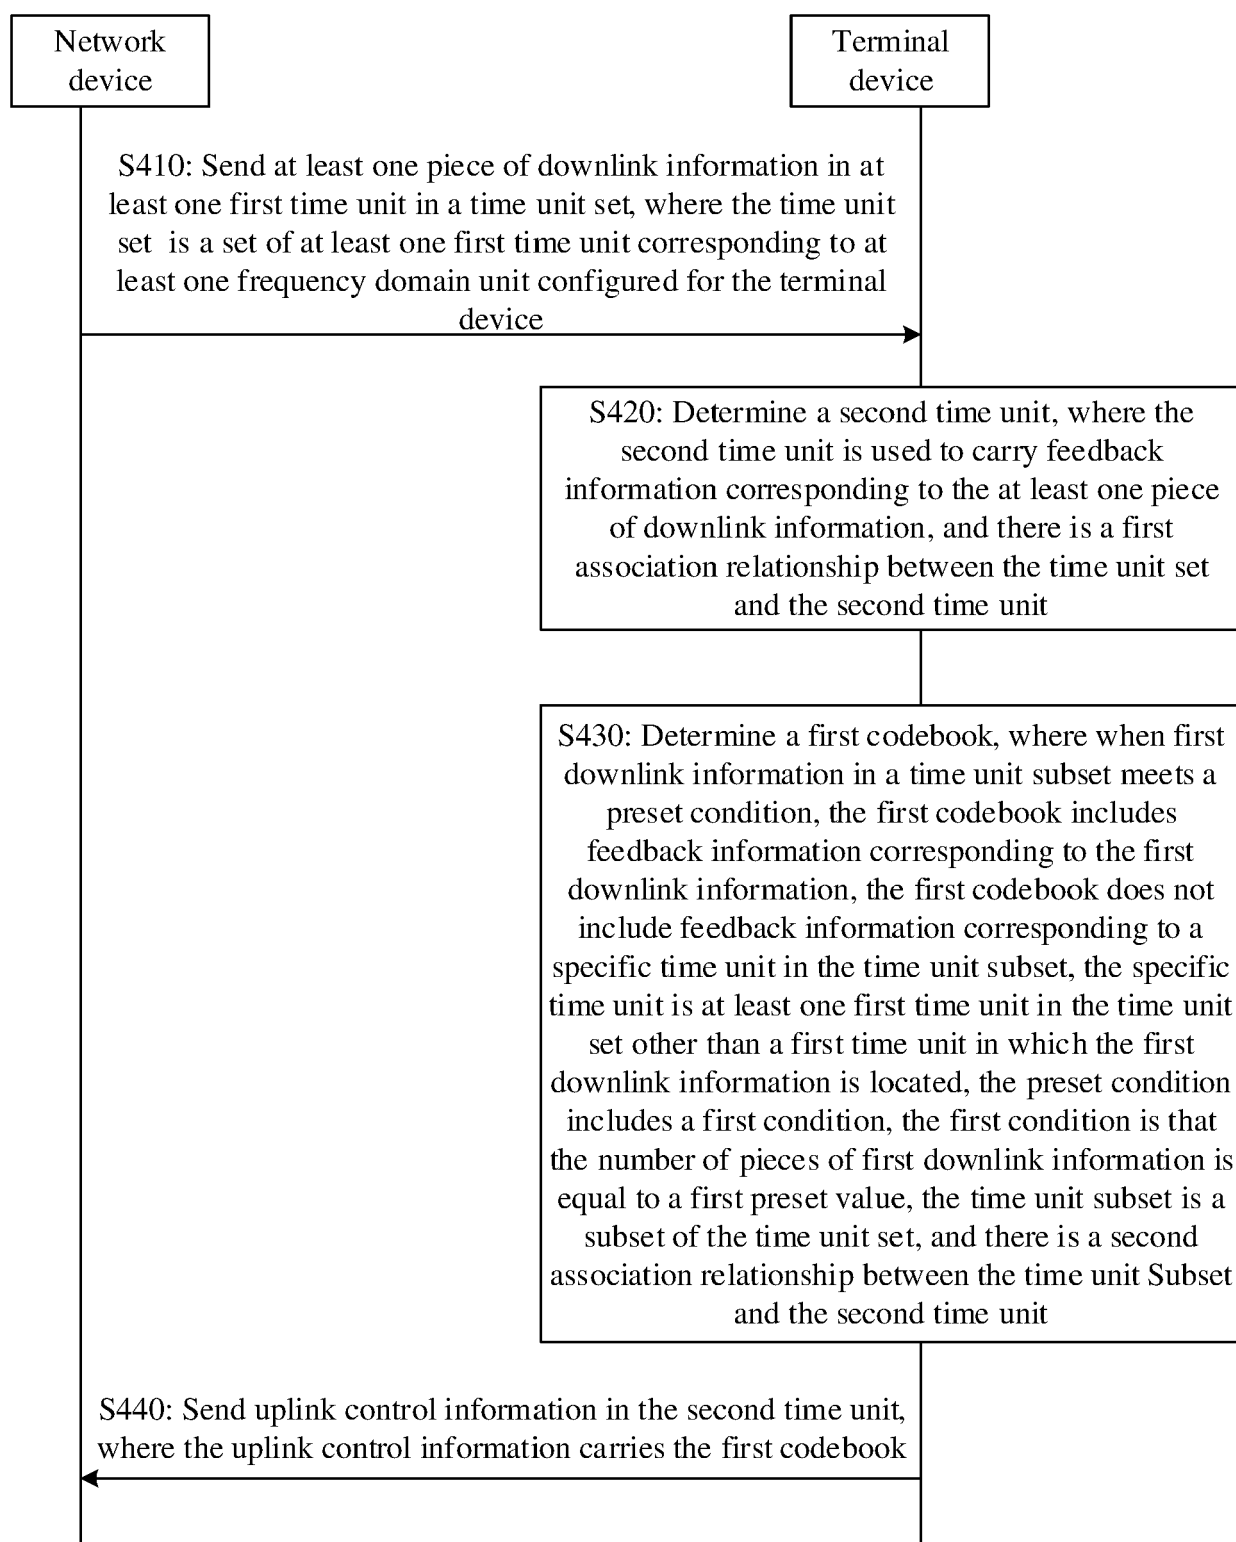 Network
device
Terminal
device
S410: Send at least one piece of downlink information in at
least one first time unit in a time unit set, where the time unit
set is a set of at least one first time unit corresponding to at
least one frequency domain unit configured for the terminal
device
S420: Determine a second time unit, where the
second time unit is used to carry feedback
information corresponding to the at least one piece
of downlink information, and there is a first
association relationship between the time unit set
and the second time unit
S430: Determine a first codebook, where when first
downlink information in a time unit subset meets a
preset condition, the first codebook includes
feedback information corresponding to the first
downlink information, the first codebook does not
include feedback information corresponding to a
specific time unit in the time unit subset, the specific
time unit is at least one first time unit in the time unit
set other than a first time unit in which the first
downlink information is located, the preset condition
includes a first condition, the first condition is that
the number of pieces of first downlink information is
equal to a first preset value, the time unit subset is a
subset of the time unit set, and there is a second
association relationship between the time unit Subset
and the second time unit
S440: Send uplink control information in the second time unit,
where the uplink control information carries the first codebook